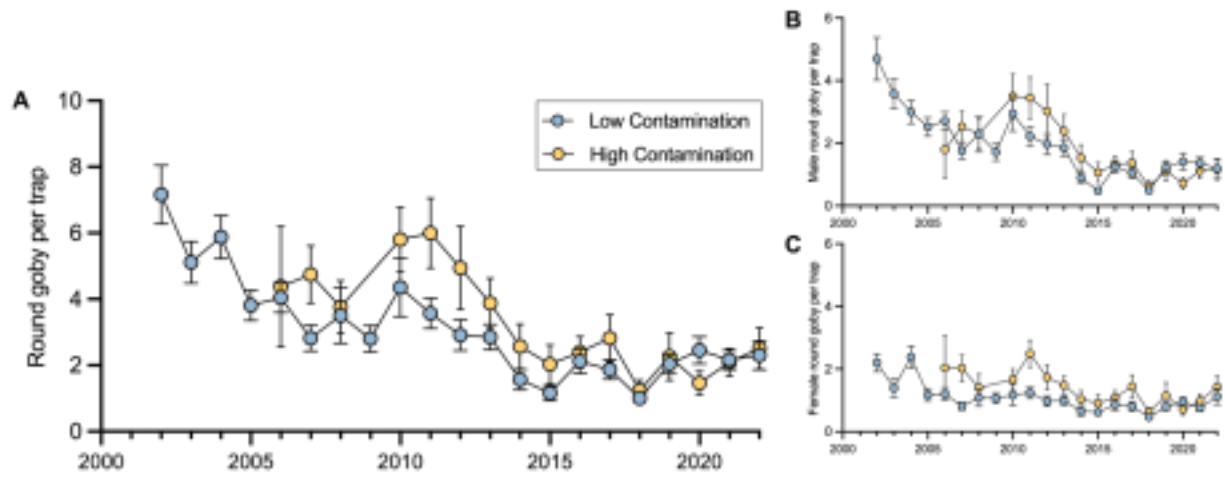 A
Round goby per trap
10
8
6
4
2
0
2000 2005 2010 2015 2020
Low Contamination
High Contamination
B
Male round goby per trap
6
4
2
0
2000 2005 2010 2015 2020
C
Female round goby per trap
6
4
2
0
2000 2005 2010 2015 2020